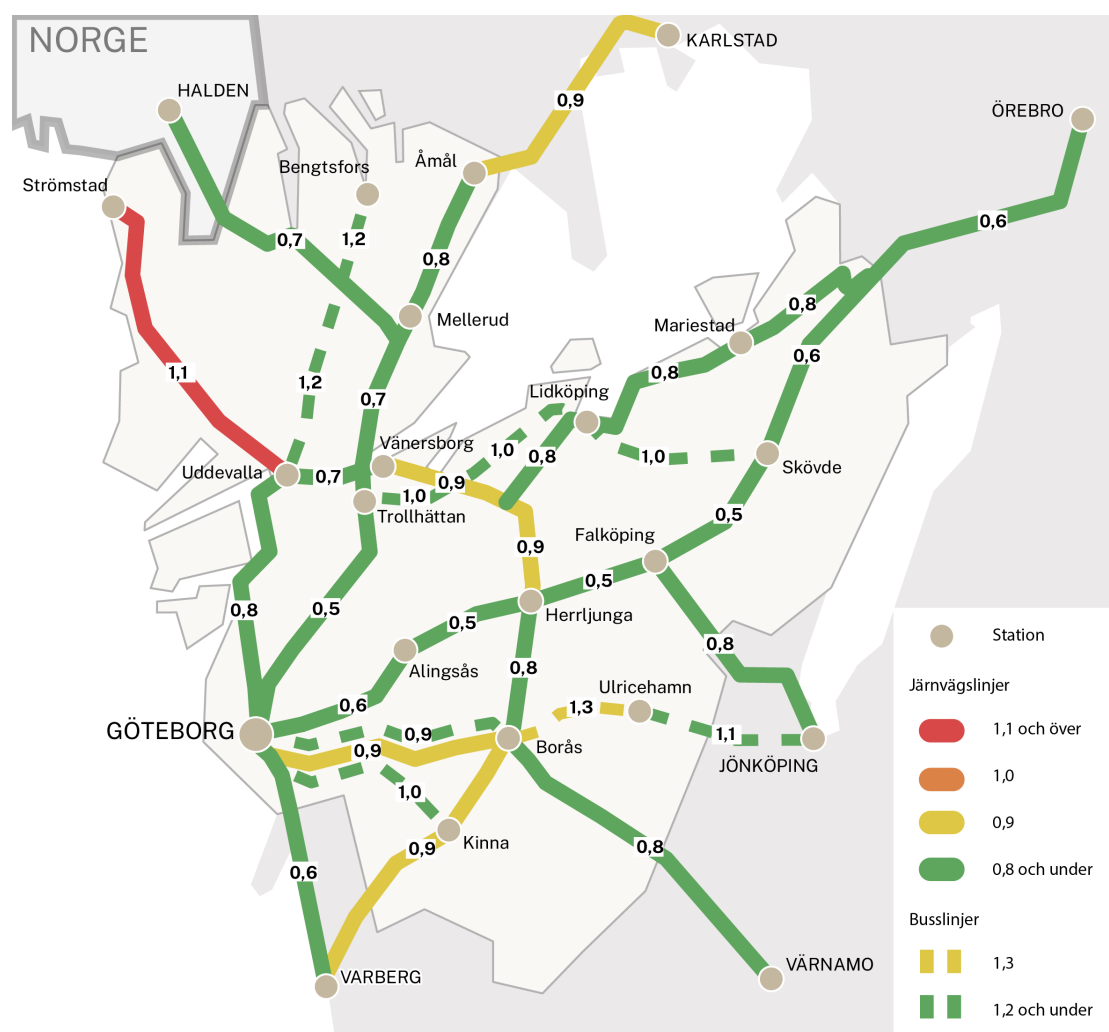 NORGE
KARLSTAD
HALDEN
0,9
ÖREBRO
Åmål
Bengtsfors
Strömstad
0,6
0,7
1,2
0,8
0,8
Mellerud
Mariestad
0,6
1,1
1,2
0,8
0,7
Lidköping
Vänersborg
1,0
0,8
1,0
Skövde
Uddevalla
0,7
0,9
1,0
Trollhättan
0,5
Falköping
0,9
0,5
0,8
0,5
Herrljunga
0,5
Station
0,8
Alingsås
0,8
Järnvägslinjer
Ulricehamn
0,6
1,3
GÖTEBORG
0,9
1,1
1,1 och över
Borås
0,9
JÖNKÖPING
1,0
1,0
0,9
Kinna
0,9
0,8
0,6
0,8 och under
Busslinjer
VARBERG
VÄRNAMO
1,3
1,2 och under